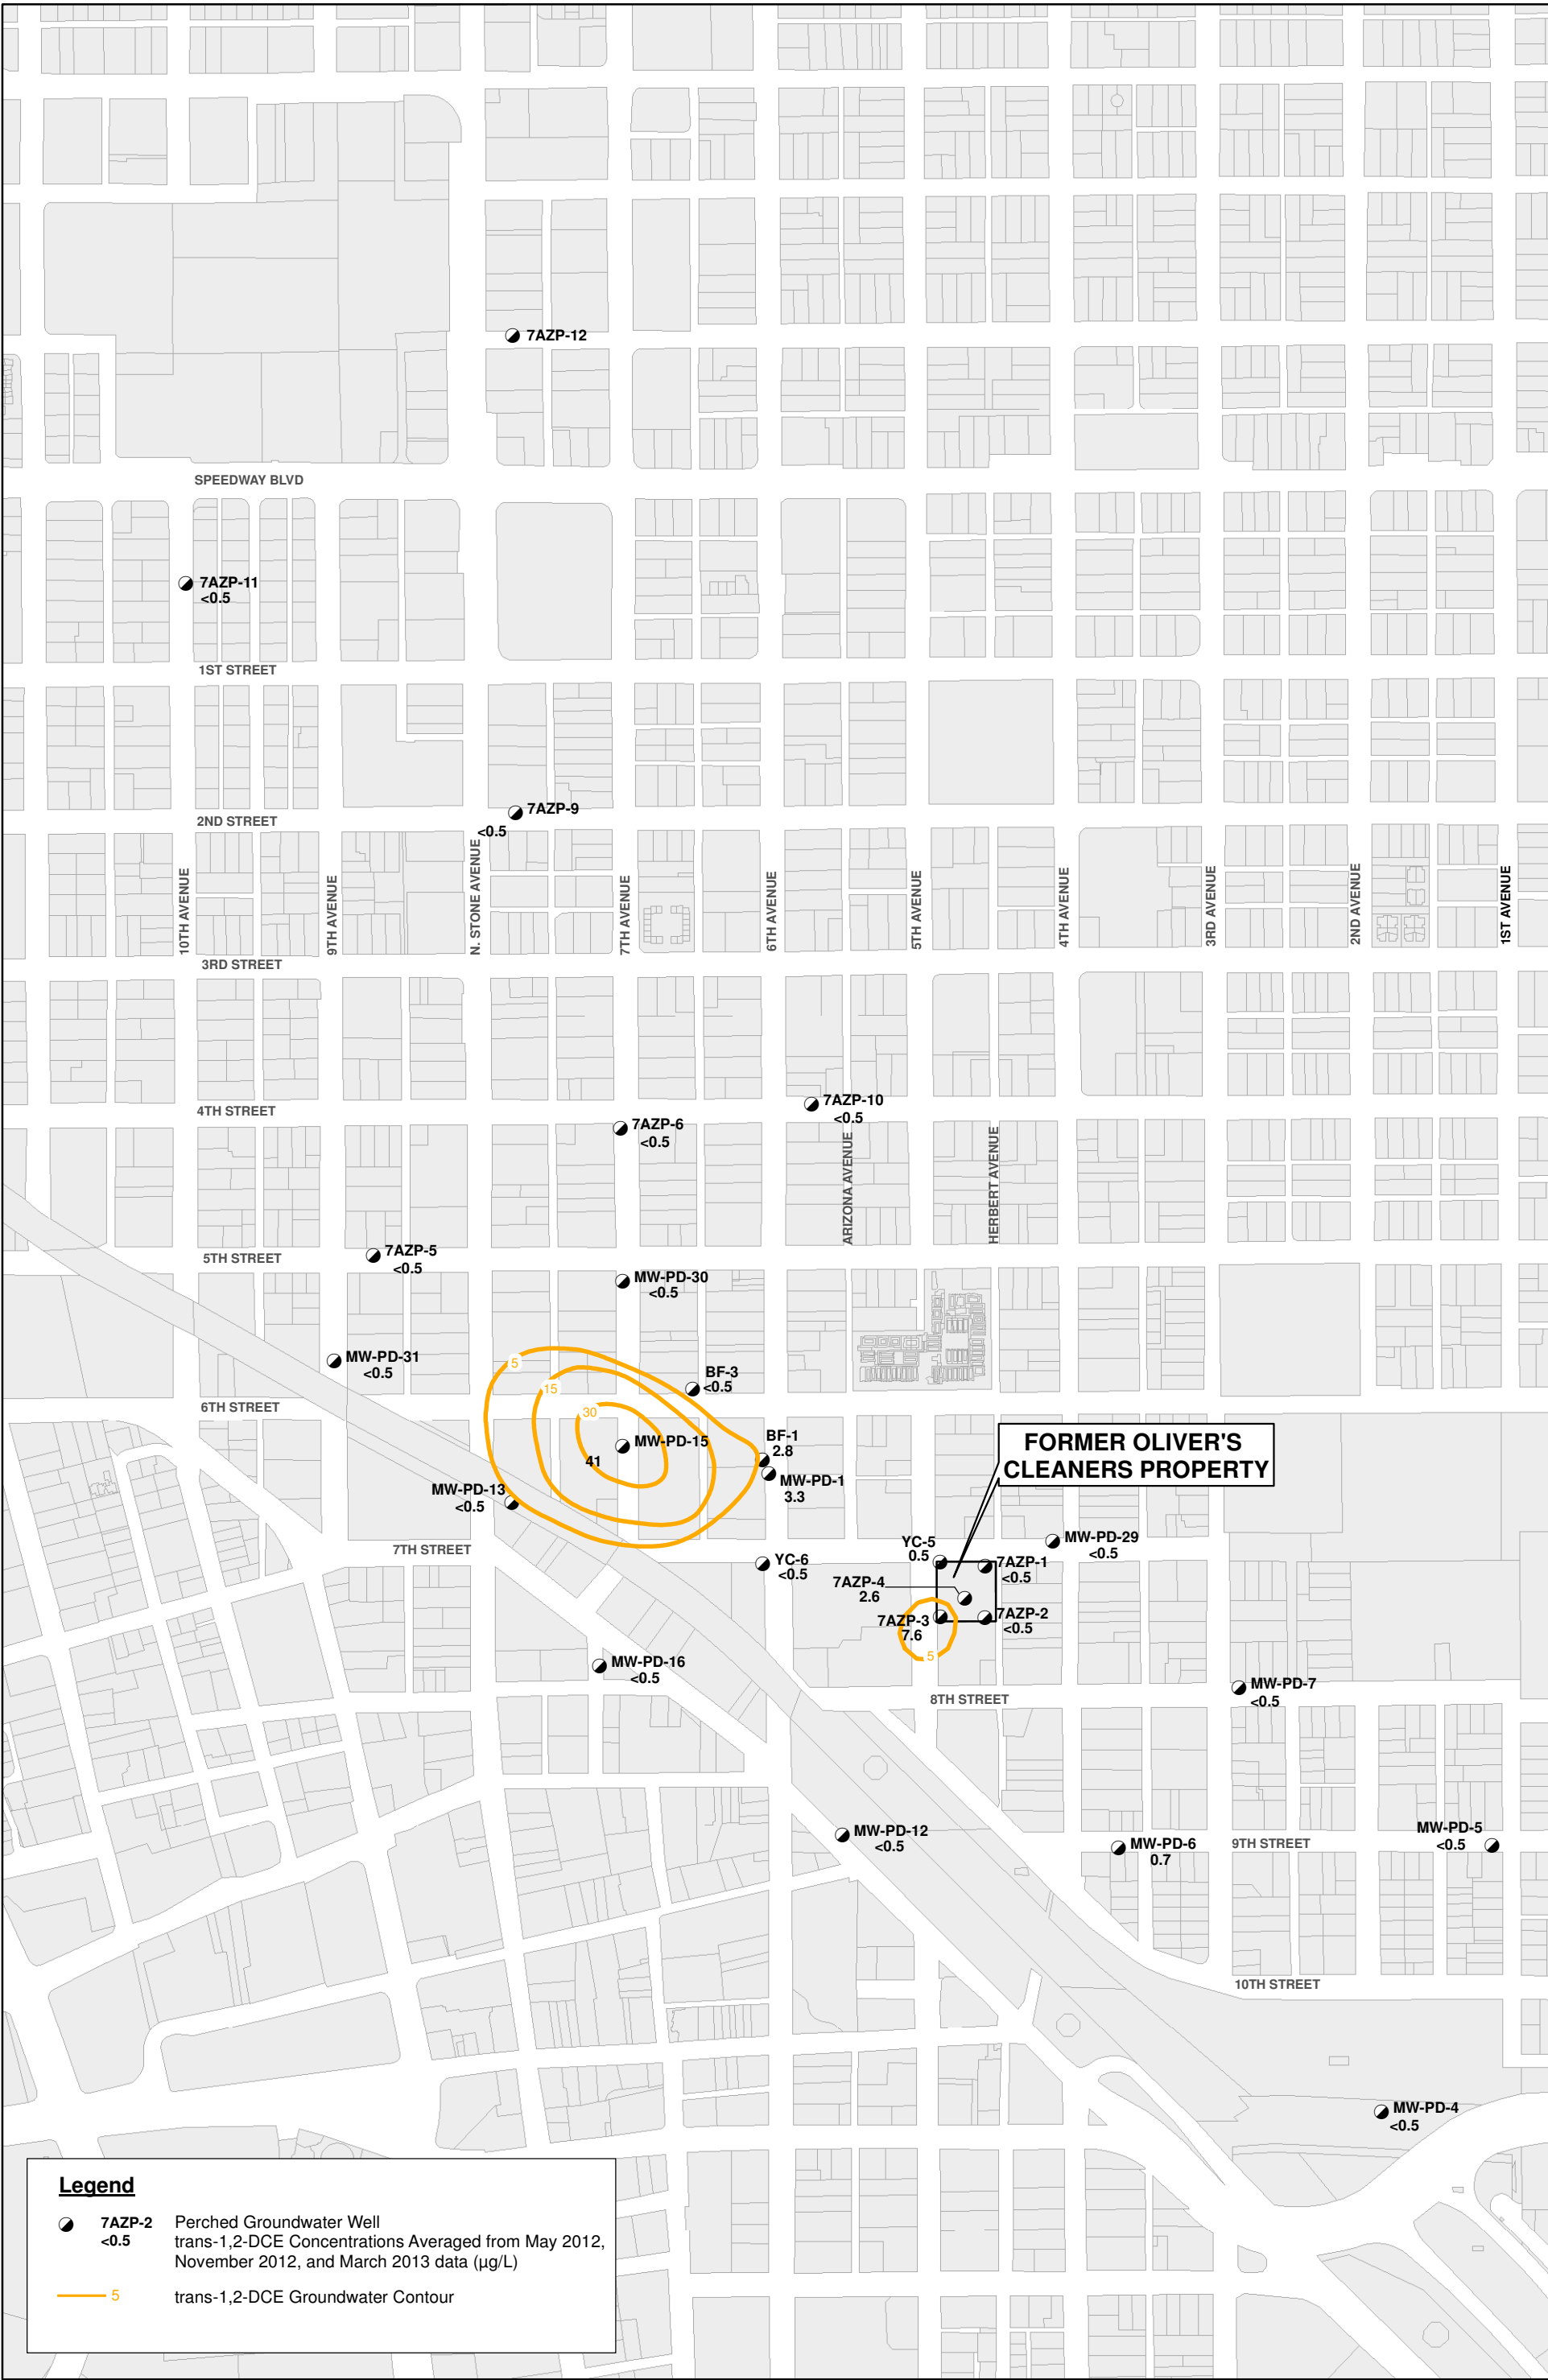 7AZP-12
SPEEDWAY BLVD
7AZP-11
<0.5
1ST STREET
7AZP-9
<0.5
2ND STREET
10TH AVENUE
9TH AVENUE
N. STONE AVENUE
7TH AVENUE
6TH AVENUE
5TH AVENUE
4TH AVENUE
3RD AVENUE
2ND AVENUE
1ST AVENUE
3RD STREET
7AZP-10
<0.5
4TH STREET
7AZP-6
<0.5
ARIZONA AVENUE
HERBERT AVENUE
7AZP-5
<0.5
5TH STREET
MW-PD-30
<0.5
MW-PD-31
<0.5
5
15
30
BF-3
<0.5
6TH STREET
MW-PD-15
41
BF-1
2.8
MW-PD-1
3.3
FORMER OLIVER'S
CLEANERS PROPERTY
MW-PD-13
<0.5
7TH STREET
YC-6
<0.5
YC-5
0.5
MW-PD-29
<0.5
7AZP-1
<0.5
7AZP-4
2.6
7AZP-3
7.6
7AZP-2
<0.5
5
MW-PD-16
<0.5
MW-PD-7
<0.5
8TH STREET
MW-PD-12
<0.5
MW-PD-6
0.7
9TH STREET
MW-PD-5
<0.5
10TH STREET
MW-PD-4
<0.5
Legend
7AZP-2
<0.5
Perched Groundwater Well
trans-1,2-DCE Concentrations Averaged from May 2012,
November 2012, and March 2013 data (µg/L)
5
trans-1,2-DCE Groundwater Contour